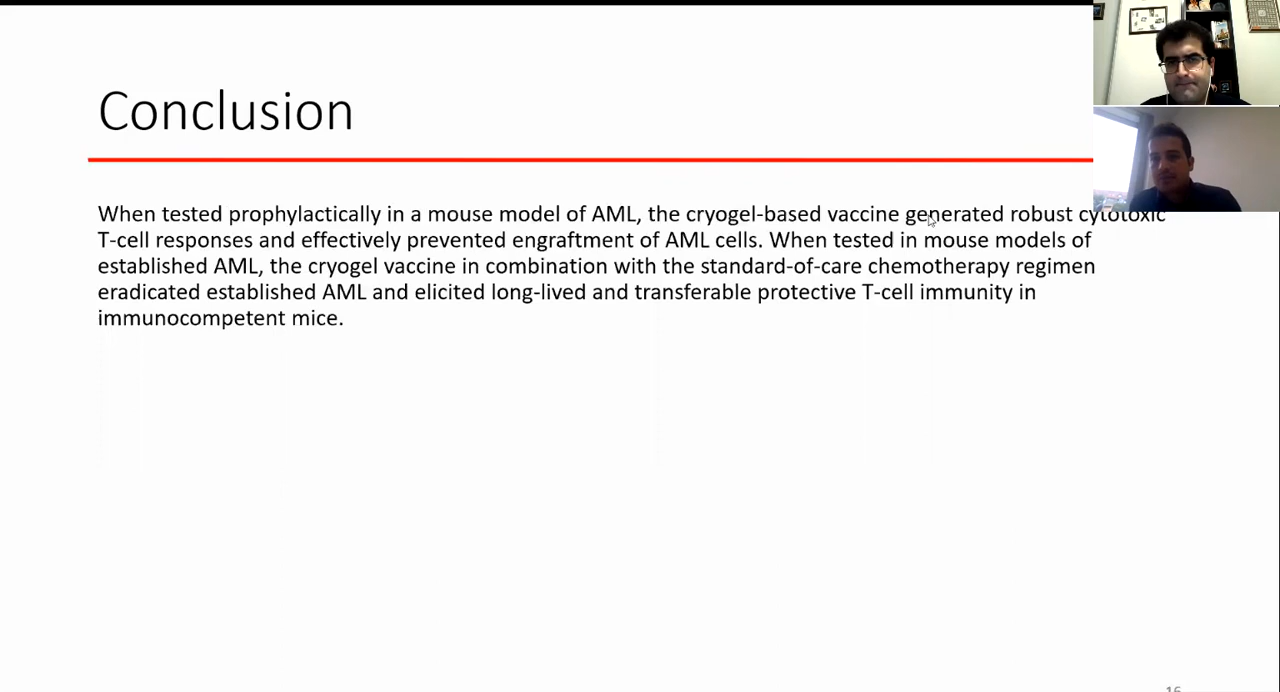 Conclusion
When tested prophylactically in a mouse model of AML, the cryogel-based vaccine generated robust cytotoxic
T-cell responses and effectively prevented engraftment of AML cells. When tested in mouse models of
established AML, the cryogel vaccine in combination with the standard-of-care chemotherapy regimen
eradicated established AML and elicited long-lived and transferable protective T-cell immunity in
immunocompetent mice.
16